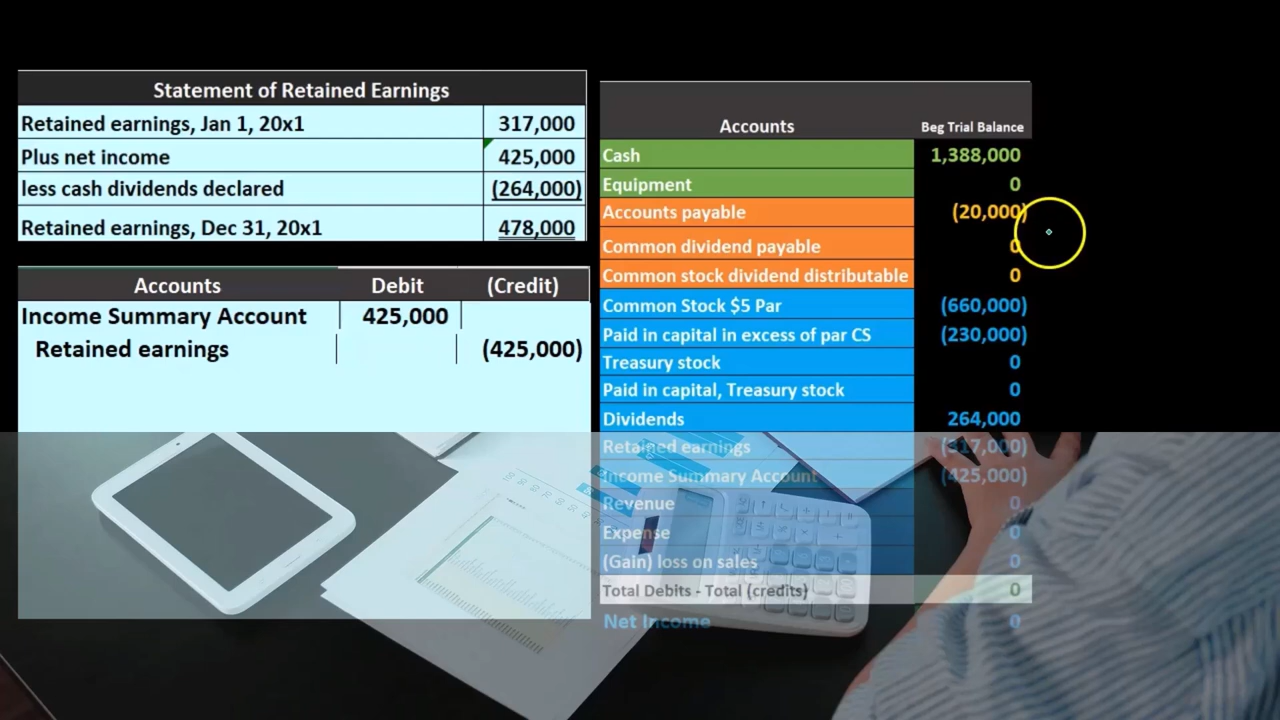 Statement of Retained Earnings
Retained earnings, Jan 1, 20x1 317,000
Plus net income 425,000
less cash dividends declared (264,000)
Retained earnings, Dec 31, 20x1 478,000
Accounts Debit (Credit)
Income Summary Account 425,000
Retained earnings (425,000)
Accounts Beg Trial Balance
Cash 1,388,000
Equipment 0
Accounts payable (20,000)
Common dividend payable 0
Common stock dividend distributable 0
Common Stock $5 Par (660,000)
Paid in capital in excess of par CS (230,000)
Treasury stock 0
Paid in capital, Treasury stock 0
Dividends 264,000
Retained earnings (317,000)
Income Summary Account (425,000)
Revenue 0
Expense 0
(Gain) loss on sales 0
Total Debits - Total (credits) 0
Net Income 0